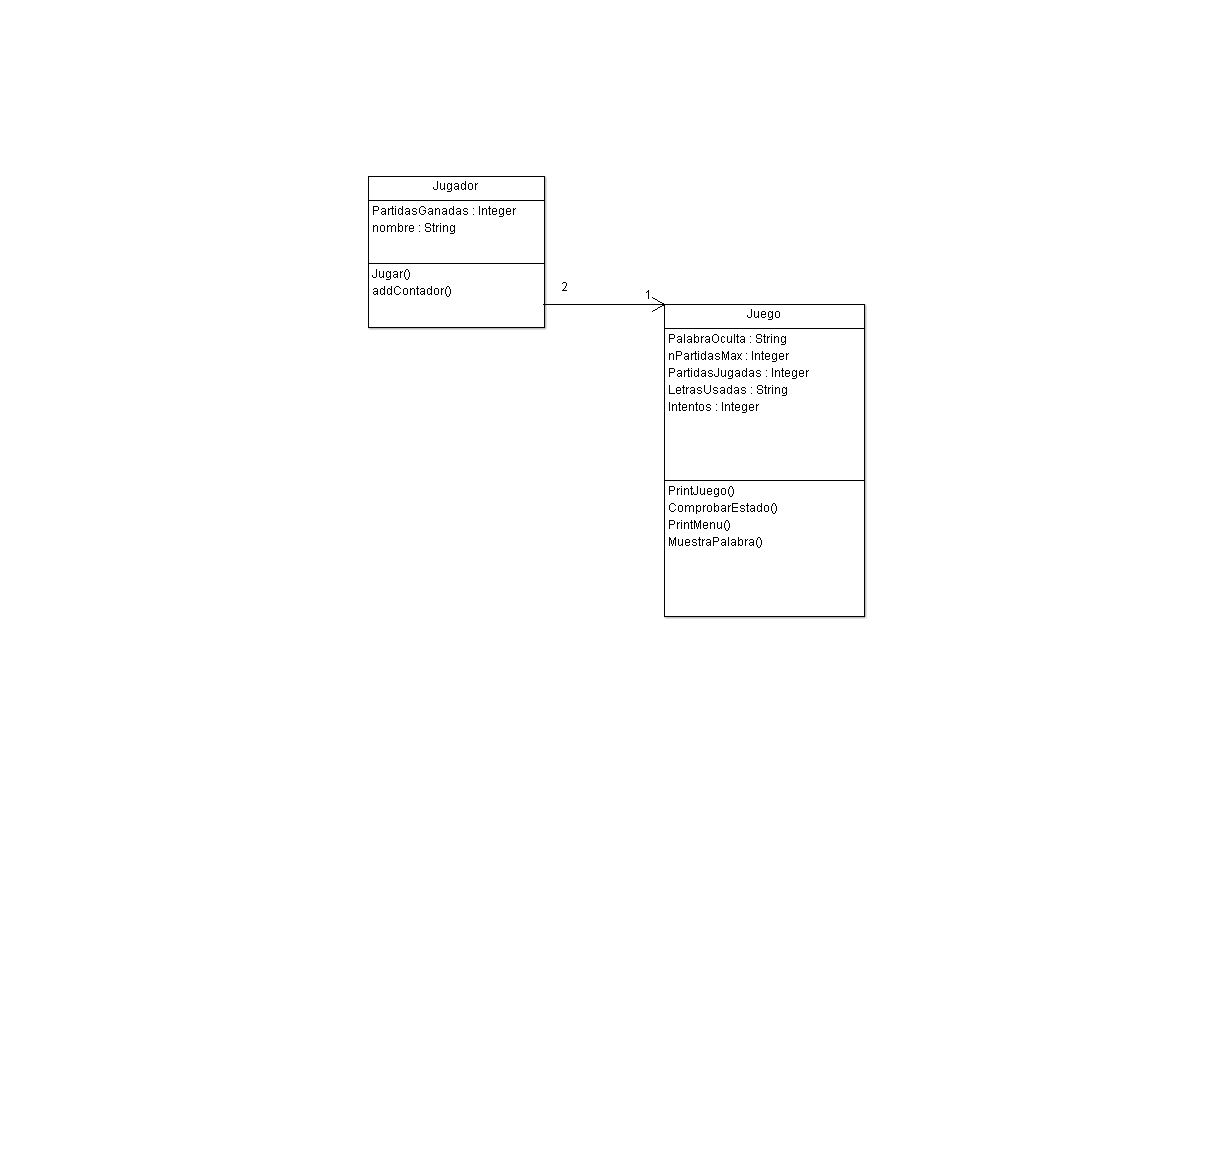 Jugador
PartidasGanadas : Integer
nombre : String
Jugar()
addContador()
2
1
Juego
PalabraOculta : String
nPartidasMax : Integer
PartidasJugadas : Integer
LetrasUsadas : String
Intentos : Integer
PrintJuego()
ComprobarEstado()
PrintMenu()
MuestraPalabra()